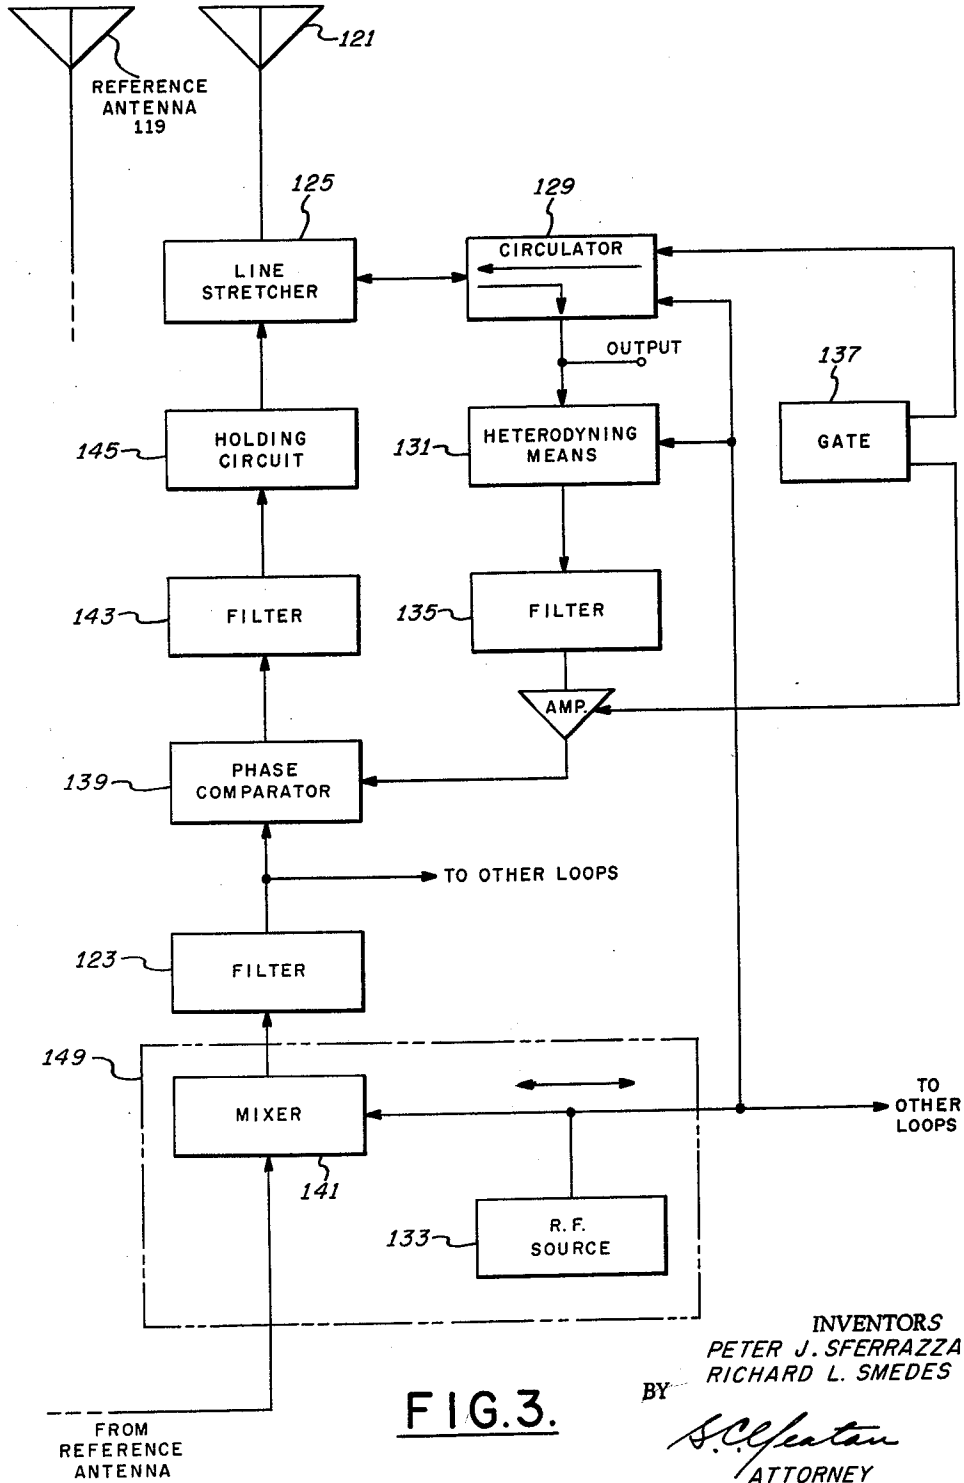 121
REFERENCE
ANTENNA
119
125
129
LINE
STRETCHER
CIRCULATOR
OUTPUT
137
GATE
145
HOLDING
CIRCUIT
131
HETERODYNING
MEANS
143
FILTER
135
FILTER
AMP.
139
PHASE
COMPARATOR
TO OTHER LOOPS
123
FILTER
149
MIXER
141
TO
OTHER
LOOPS
133
R.F.
SOURCE
FROM
REFERENCE
ANTENNA
FIG.3.
INVENTORS
PETER J. SFERRAZZA
RICHARD L. SMEDES
BY
S.C. Yeaton
ATTORNEY